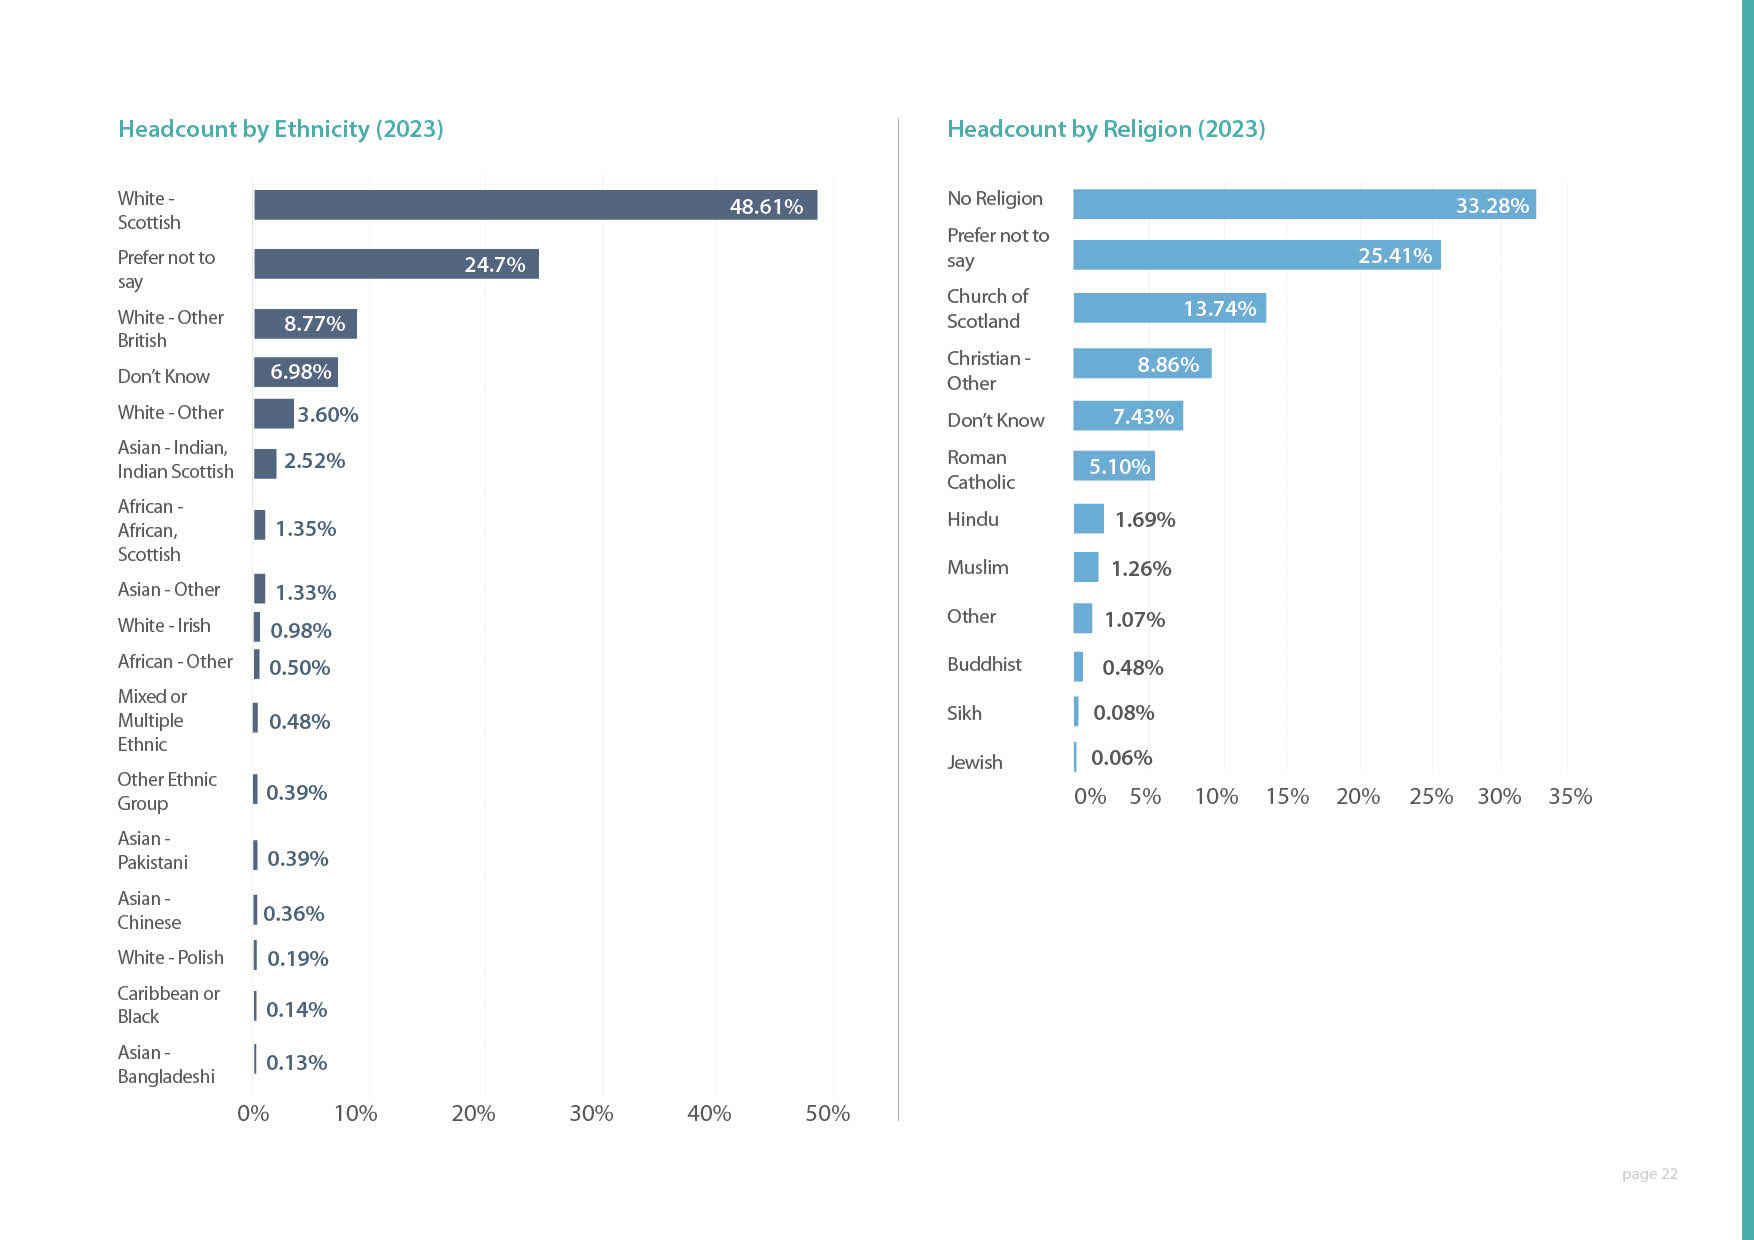 Headcount by Ethnicity (2023)
White -
Scottish
48.61%
Prefer not to
say
24.7%
White - Other
British
8.77%
Don’t Know
6.98%
White - Other
3.60%
Asian - Indian,
Indian Scottish
2.52%
African -
African,
Scottish
1.35%
Asian - Other
1.33%
White - Irish
0.98%
African - Other
0.50%
Mixed or
Multiple
Ethnic
0.48%
Other Ethnic
Group
0.39%
Asian -
Pakistani
0.39%
Asian -
Chinese
0.36%
White - Polish
0.19%
Caribbean or
Black
0.14%
Asian -
Bangladeshi
0.13%
0% 10% 20% 30% 40% 50%
Headcount by Religion (2023)
No Religion
33.28%
Prefer not to
say
25.41%
Church of
Scotland
13.74%
Christian -
Other
8.86%
Don’t Know
7.43%
Roman
Catholic
5.10%
Hindu
1.69%
Muslim
1.26%
Other
1.07%
Buddhist
0.48%
Sikh
0.08%
Jewish
0.06%
0% 5% 10% 15% 20% 25% 30% 35%
page 22